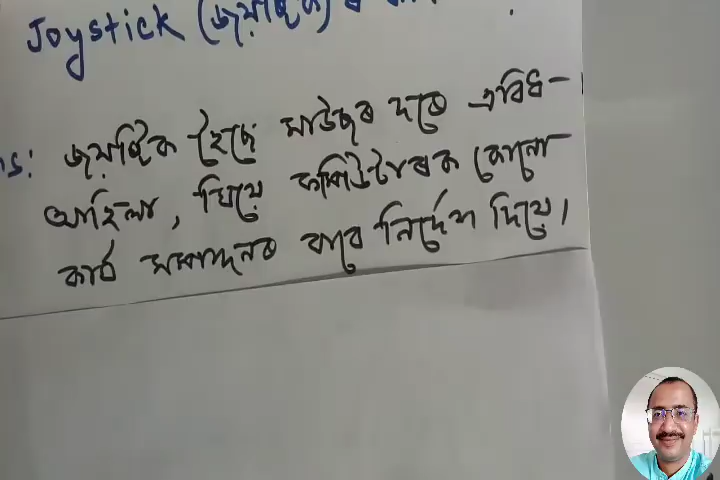 Joystick (জয়ষ্টিক) ৰ
ns: জয়ষ্টিক হৈছে মাউছৰ দৰে এবিধ
আহিলা, যিয়ে কম্পিউটাৰক কোনো
কাৰ্য সম্পাদনৰ বাবে নিৰ্দেশ দিয়ে।